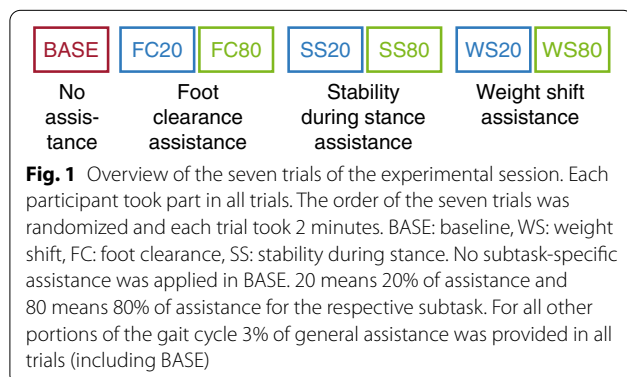 BASE FC20 FC80 SS20 SS80 WS20 WS80
No Foot Stability Weight shift
assis- clearance during stance assistance
tance assistance assistance
Fig. 1 Overview of the seven trials of the experimental session. Each
participant took part in all trials. The order of the seven trials was
randomized and each trial took 2 minutes. BASE: baseline, WS: weight
shift, FC: foot clearance, SS: stability during stance. No subtask-specific
assistance was applied in BASE. 20 means 20% of assistance and
80 means 80% of assistance for the respective subtask. For all other
portions of the gait cycle 3% of general assistance was provided in all
trials (including BASE)